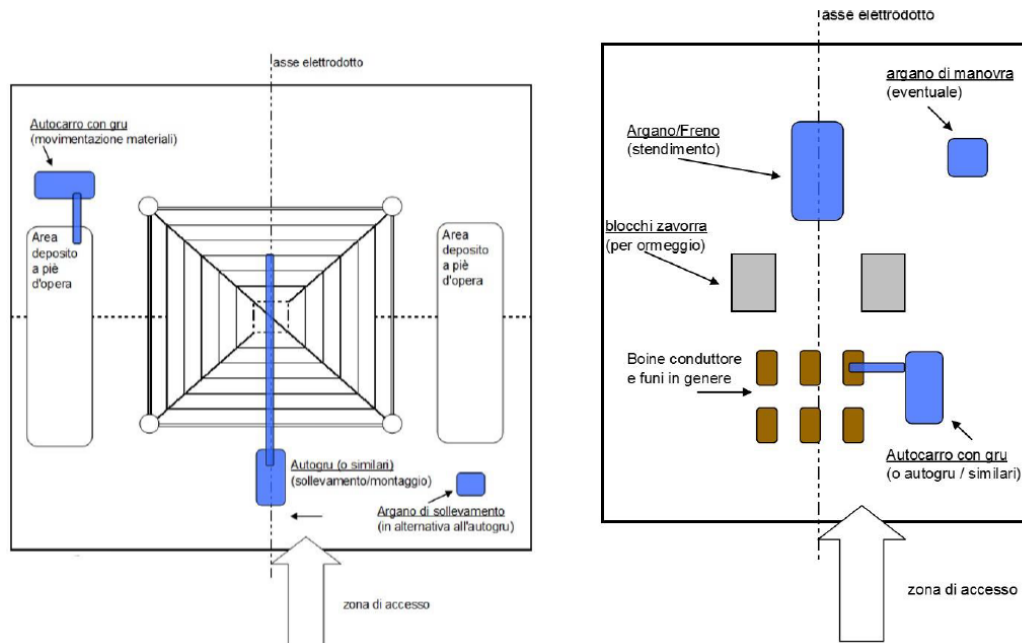 asse elettrodotto
Autocarro con gru
(movimentazione materiali)
Area
deposito
a piè
d'opera
Area
deposito
a piè
d'opera
Autogru (o similari)
(sollevamento/montaggio)
Argano di sollevamento
(in alternativa all'autogru)
zona di accesso
asse elettrodotto
argano di manovra
(eventuale)
Argano/Freno
(stendimento)
blocchi zavorra
(per ormeggio)
Boine conduttore
e funi in genere
Autocarro con gru
(o autogru / similari)
zona di accesso